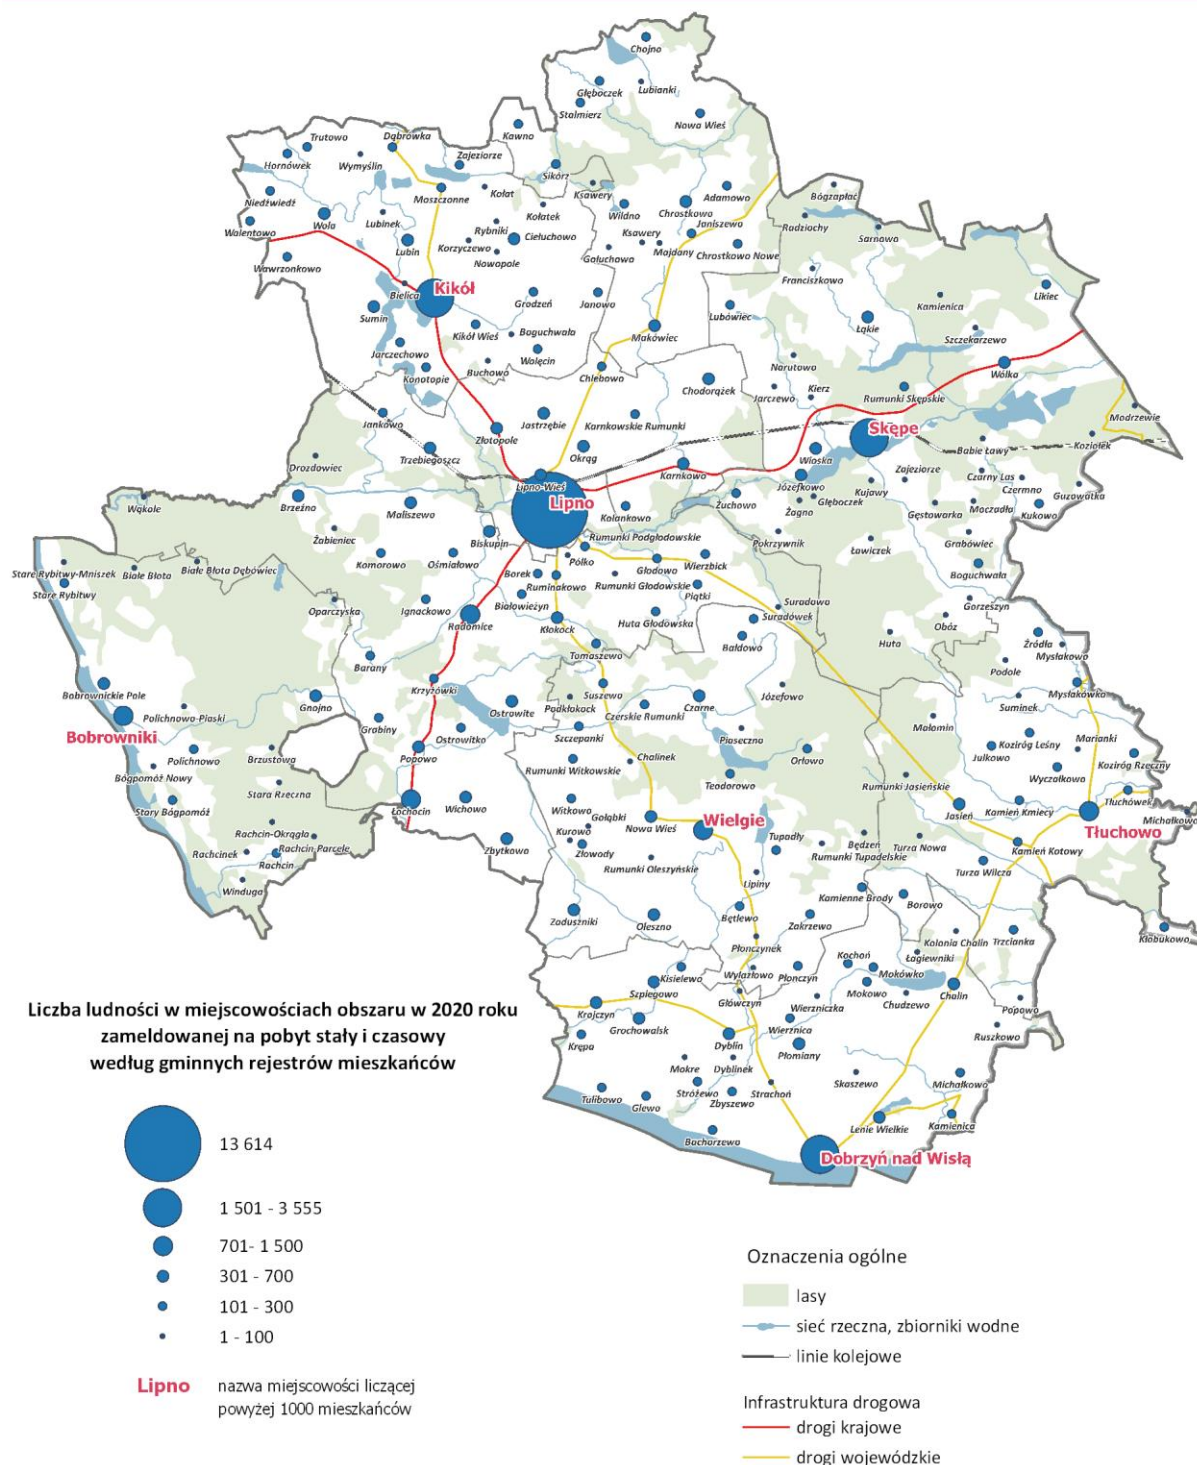 Chojno
Głęboczek
Lubianki
Stalmierz
Nowa Wieś
Kawno
Trutowo
Dąbrówka
Hornówek
Wymyślin
Zajeziorze
Sikórz
Bógzapłać
Niedźwiedź
Moszczonne
Kołat
Ksawery
Adamowo
Wola
Lubinek
Kołatek
Wildno
Chrostkowo
Radziochy
Walentowo
Rybniki
Ciełuchowo
Ksawery
Janiszewo
Sarnowo
Lubin
Korzyczewo
Nowopole
Gołuchowo
Majdany
Chrostkowo Nowe
Wawrzonkowo
Franciszkowo
Bielica
Kikół
Grodzeń
Janowo
Likiec
Sumin
Lubówiec
Kamienica
Kikół Wieś
Boguchwała
Makówiec
Łąkie
Szczekarzewo
Jarczechowo
Walęcin
Konotopie
Buchowo
Chlebowo
Narutowo
Wólka
Chodorążek
Jarczewo
Kierz
Rumunki Skępskie
Jankowo
Jastrzębie
Karnkowskie Rumunki
Modrzewie
Złotopole
Skępe
Trzebiegoszcz
Okrąg
Wioska
Babie Ławy
Koziołek
Drozdowiec
Lipno-Wieś
Karnkowo
Józefkowo
Zajeziorze
Czarny Las
Lipno
Żuchowo
Głęboczek
Kujawy
Czermno
Guzowatka
Wąkole
Brzeźno
Maliszewo
Kolankowo
Żagno
Gęstowarka
Moczadła
Kukowo
Żabieniec
Biskupin
Rumunki Podgłodowskie
Pokrzywnik
Ławiczek
Grabówiec
Komorowo
Ośmiałowo
Półko
Głodowo
Wierzbick
Boguchwała
Stare Rybitwy-Mniszek
Białe Błota
Białe Błota Dębówiec
Borek
Ruminakowo
Rumunki Głodowskie
Piątki
Stare Rybitwy
Oparczyska
Ignackowo
Białowieżyn
Suradowo
Gorzeszyn
Radomice
Kłokock
Huta Głodowska
Suradówek
Obóz
Bałdowo
Huta
Źródła
Barany
Tomaszewo
Mysłakowo
Podole
Krzyżówki
Suszewo
Józefowo
Mysłakówko
Bobrownickie Pole
Gnojno
Ostrowite
Podkłokock
Czarne
Suminek
Bobrowniki
Polichnowo-Piaski
Grabiny
Czerskie Rumunki
Małomin
Ostrowitko
Szczepanki
Piaseczno
Koziróg Leśny
Marianki
Polichnowo
Brzustowa
Popowo
Chalinek
Orłowo
Julkowo
Koziróg Rzeczny
Bógpomóż Nowy
Rumunki Witkowskie
Teodorowo
Wyczałkowo
Stara Rzeczna
Rumunki Jasieńskie
Stary Bógpomóż
Łochocin
Wichowo
Witkowo
Tłuchówek
Gołąbki
Nowa Wieś
Wielgie
Jasień
Kamień Kmiecy
Michałkowo
Rachcin-Okrągła
Kurowo
Tłuchowo
Rachcinek
Rachcin Parcele
Zbytkowo
Złowody
Tupadły
Będzeń
Turza Nowa
Kamień Kotowy
Rachcin
Rumunki Oleszyńskie
Rumunki Tupadelskie
Turza Wilcza
Winduga
Lipiny
Kamienne Brody
Borowo
Zaduszniki
Oleszno
Bętlewo
Zakrzewo
Kłobukowo
Płonczynek
Kolonia Chalin
Trzcianka
Kochoń
Łagiewniki
Kisielewo
Wylazłowo
Płonczyn
Mokówko
Szpiegowo
Główczyn
Mokowo
Chudzewo
Chalin
Liczba ludności w miejscowościach obszaru w 2020 roku
zameldowanej na pobyt stały i czasowy
według gminnych rejestrów mieszkańców
Krojczyn
Wierzniczka
Popowo
Grochowalsk
Wierznica
Ruszkowo
Krępa
Dyblin
Płomiany
Mokre
Dyblinek
Skaszewo
Michałkowo
Tulibowo
Stróżewo
Zbyszewo
Strachoń
Glewo
Lenie Wielkie
Kamienica
Bachorzewo
Dobrzyń nad Wisłą
13 614
1 501 - 3 555
701- 1 500
301 - 700
101 - 300
1 - 100
Lipno
nazwa miejscowości liczącej
powyżej 1000 mieszkańców
Oznaczenia ogólne
lasy
sieć rzeczna, zbiorniki wodne
linie kolejowe
Infrastruktura drogowa
drogi krajowe
drogi wojewódzkie